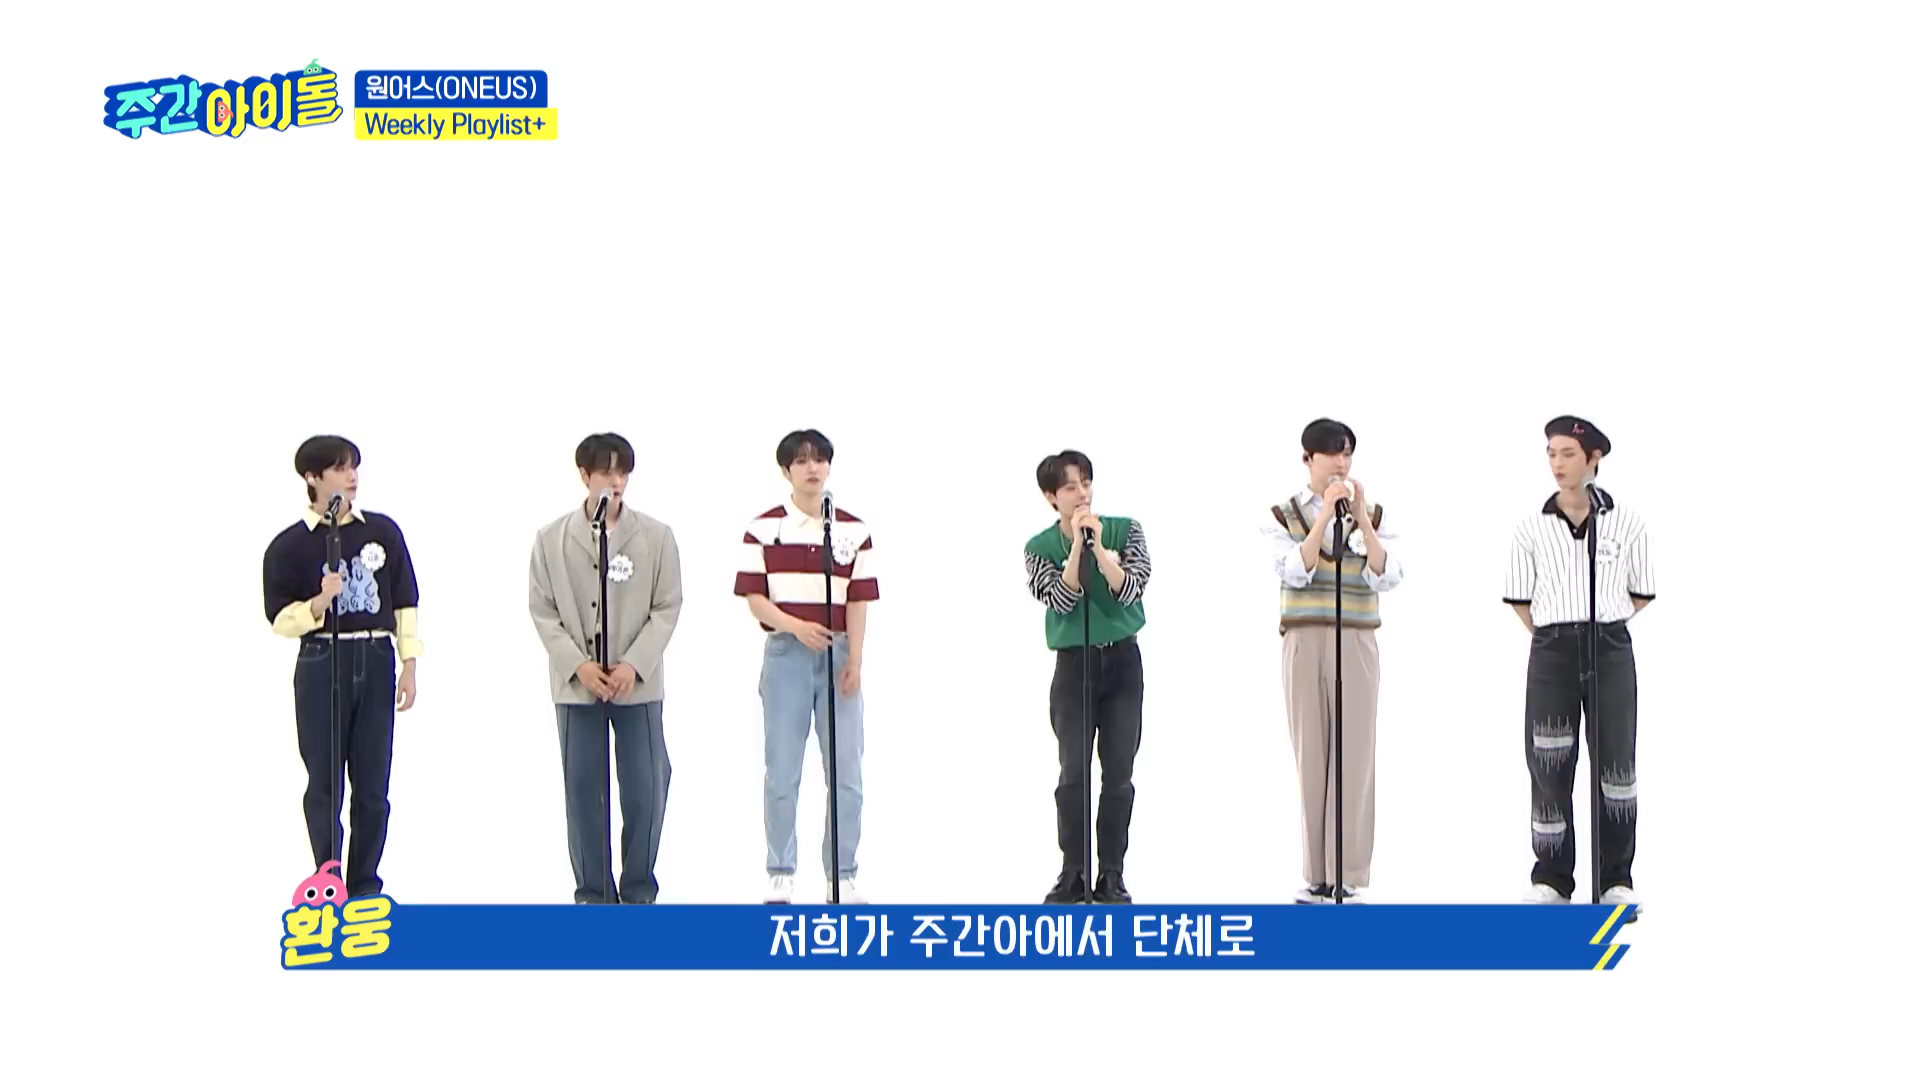 주간아이돌
원어스(ONEUS)
Weekly Playlist+
환웅
저희가 주간아에서 단체로